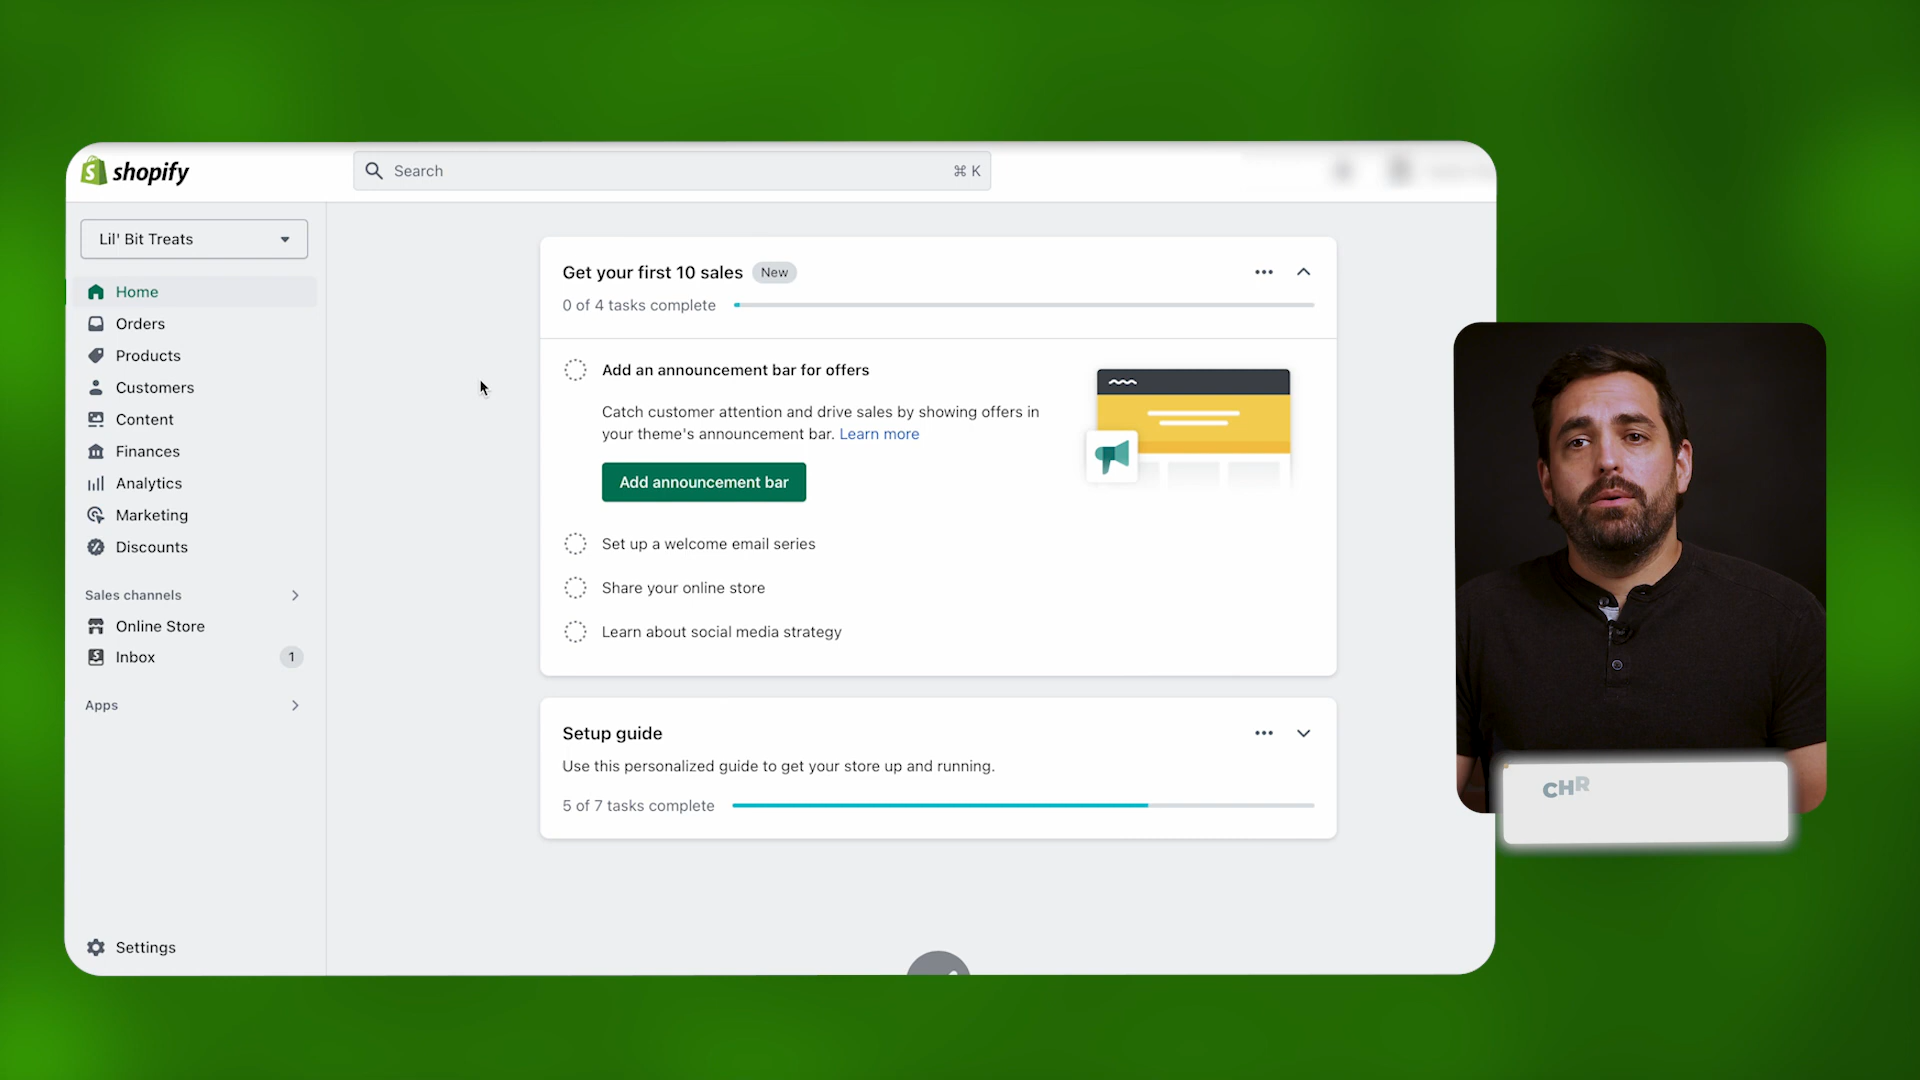 shopify
Search
⌘ K
Lil' Bit Treats
Home
Orders
Products
Customers
Content
Finances
Analytics
Marketing
Discounts
Sales channels
Online Store
Inbox
1
Apps
Settings
Get your first 10 sales
New
0 of 4 tasks complete
Add an announcement bar for offers
Catch customer attention and drive sales by showing offers in
your theme's announcement bar. Learn more
Add announcement bar
Set up a welcome email series
Share your online store
Learn about social media strategy
Setup guide
Use this personalized guide to get your store up and running.
5 of 7 tasks complete
CHR